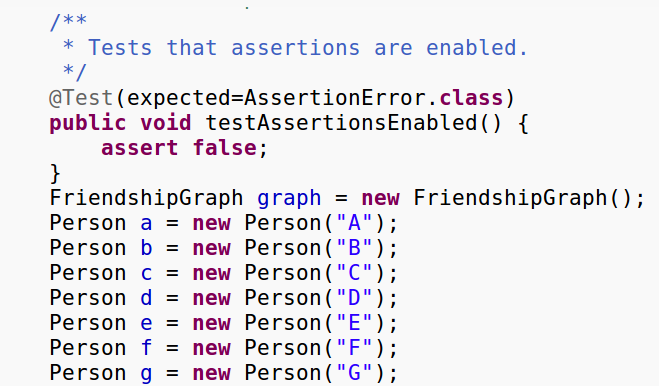 /**
 * Tests that assertions are enabled.
 */
@Test(expected=AssertionError.class)
public void testAssertionsEnabled() {
    assert false;
}
FriendshipGraph graph = new FriendshipGraph();
Person a = new Person("A");
Person b = new Person("B");
Person c = new Person("C");
Person d = new Person("D");
Person e = new Person("E");
Person f = new Person("F");
Person g = new Person("G");